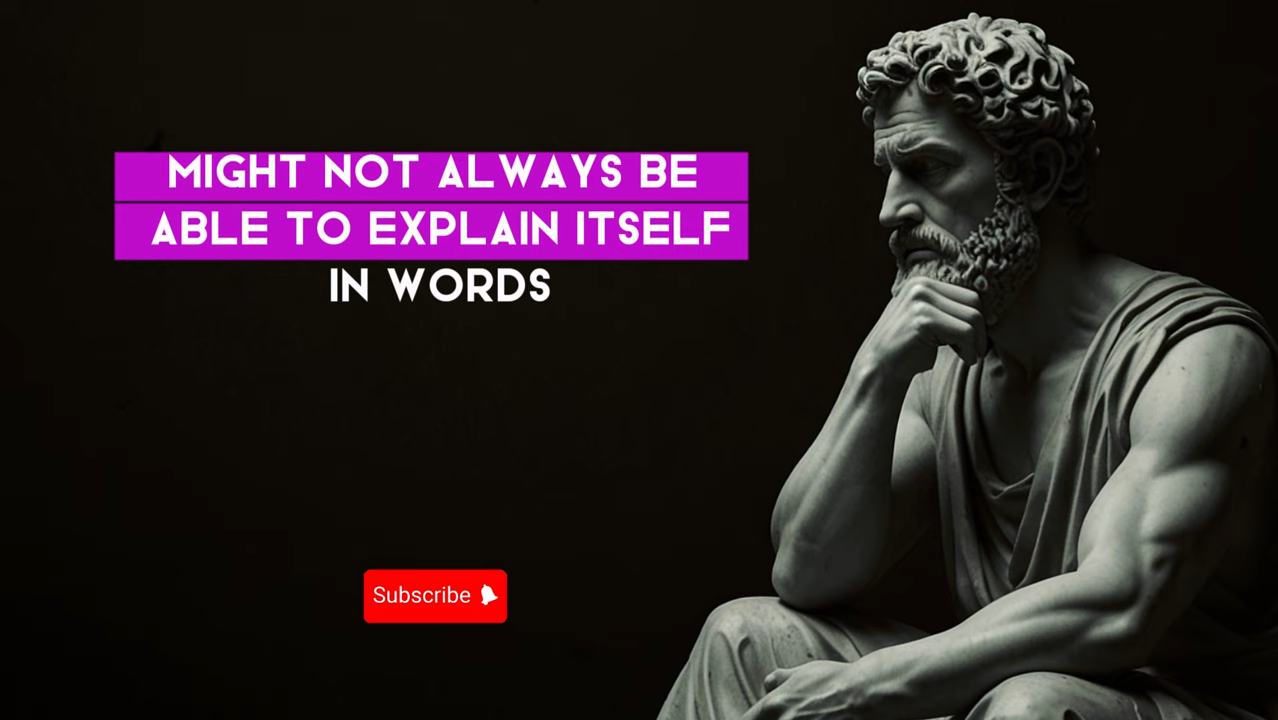 MIGHT NOT ALWAYS BE
ABLE TO EXPLAIN ITSELF
IN WORDS
Subscribe